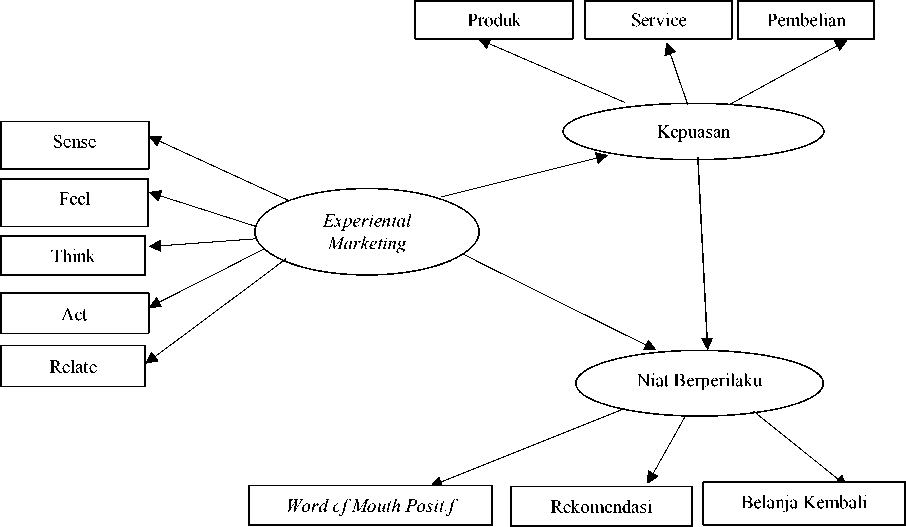 Produk
Service
Pembelian
Kepuasan
Sense
Feel
Think
Act
Relate
Experiental
Marketing
Niat Berperilaku
Word of Mouth Positif
Rekomendasi
Belanja Kembali